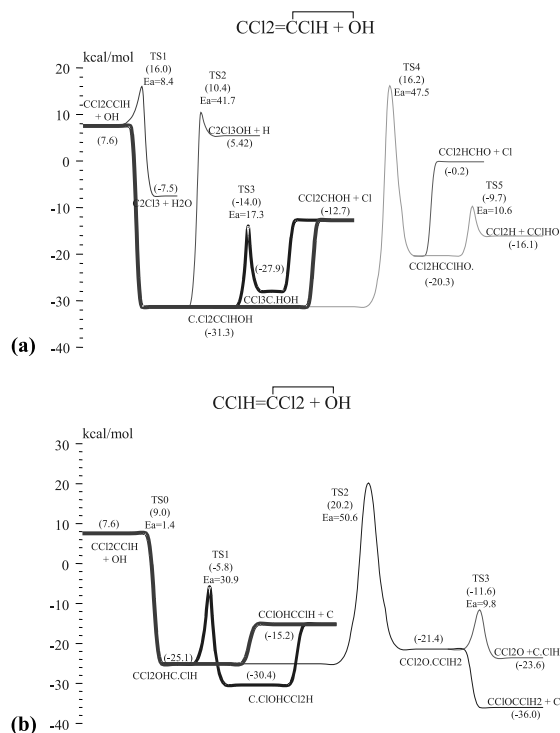 CCl2=CClH + OH
kcal/mol
20
10
0
-10
-20
-30
-40
CCl2CClH
+ OH
(7.6)
TS1
(16.0)
Ea=8.4
(-7.5)
C2Cl3 + H2O
TS2
(10.4)
Ea=41.7
C2Cl3OH + H
(5.42)
TS3
(-14.0)
Ea=17.3
(-27.9)
CCl3C.HOH
CCl2CHOH + Cl
(-12.7)
C.Cl2CClHOH
(-31.3)
TS4
(16.2)
Ea=47.5
CCl2HCHO + Cl
(-0.2)
TS5
(-9.7)
Ea=10.6
CCl2H + CClHO
(-16.1)
CCl2HCClHO.
(-20.3)
(a)
CClH=CCl2 + OH
kcal/mol
30
20
10
0
-10
-20
-30
-40
(7.6)
CCl2CClH
+ OH
TS0
(9.0)
Ea=1.4
(-25.1)
CCl2OHC.ClH
TS1
(-5.8)
Ea=30.9
CClOHCClH + C
(-15.2)
(-30.4)
C.ClOHCCl2H
TS2
(20.2)
Ea=50.6
(-21.4)
CCl2O.CClH2
TS3
(-11.6)
Ea=9.8
CCl2O +C.ClH
(-23.6)
CClOCClH2 + C
(-36.0)
(b)